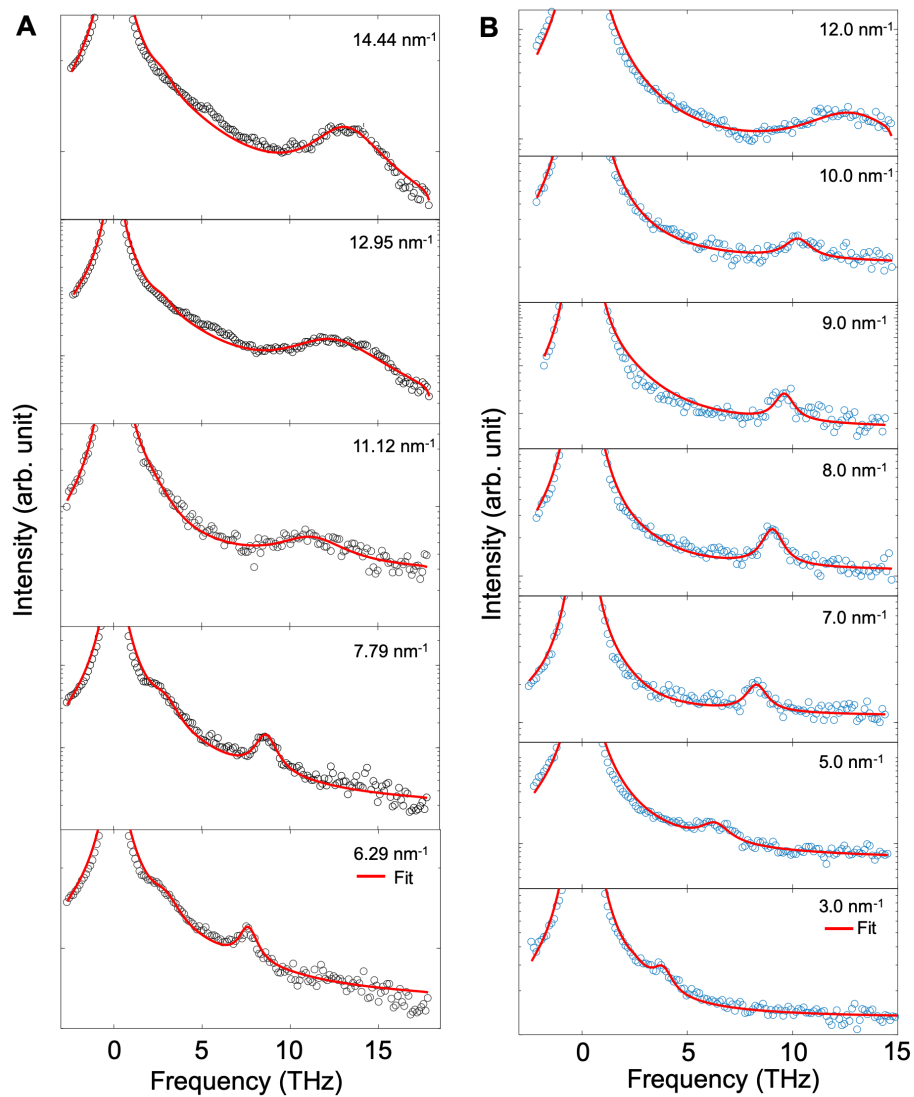 A
14.44 nm-1
12.95 nm-1
11.12 nm-1
7.79 nm-1
6.29 nm-1
Fit
Intensity (arb. unit)
0 5 10 15
Frequency (THz)
B
12.0 nm-1
10.0 nm-1
9.0 nm-1
8.0 nm-1
7.0 nm-1
5.0 nm-1
3.0 nm-1
Fit
Intensity (arb. unit)
0 5 10 15
Frequency (THz)